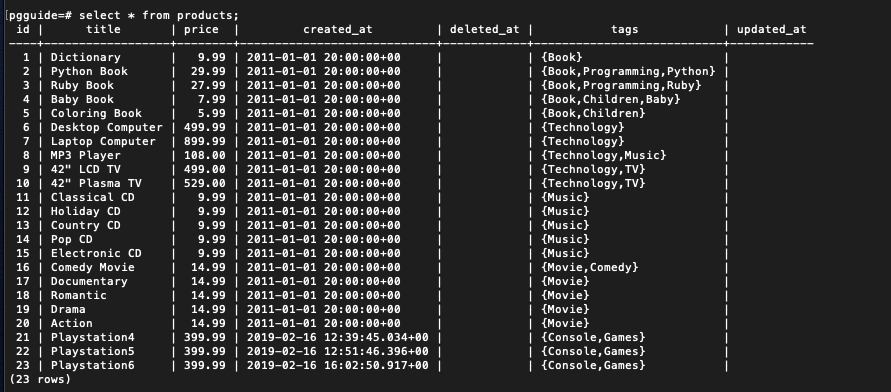 [pgguide=# select * from products;
 id |      title       | price  |         created_at         | deleted_at |           tags            | updated_at
----+------------------+--------+----------------------------+------------+---------------------------+------------
  1 | Dictionary       |   9.99 | 2011-01-01 20:00:00+00     |            | {Book}                    |
  2 | Python Book      |  29.99 | 2011-01-01 20:00:00+00     |            | {Book,Programming,Python} |
  3 | Ruby Book        |  27.99 | 2011-01-01 20:00:00+00     |            | {Book,Programming,Ruby}   |
  4 | Baby Book        |   7.99 | 2011-01-01 20:00:00+00     |            | {Book,Children,Baby}      |
  5 | Coloring Book    |   5.99 | 2011-01-01 20:00:00+00     |            | {Book,Children}           |
  6 | Desktop Computer | 499.99 | 2011-01-01 20:00:00+00     |            | {Technology}              |
  7 | Laptop Computer  | 899.99 | 2011-01-01 20:00:00+00     |            | {Technology}              |
  8 | MP3 Player       | 108.00 | 2011-01-01 20:00:00+00     |            | {Technology,Music}        |
  9 | 42" LCD TV       | 499.00 | 2011-01-01 20:00:00+00     |            | {Technology,TV}           |
 10 | 42" Plasma TV    | 529.00 | 2011-01-01 20:00:00+00     |            | {Technology,TV}           |
 11 | Classical CD     |   9.99 | 2011-01-01 20:00:00+00     |            | {Music}                   |
 12 | Holiday CD       |   9.99 | 2011-01-01 20:00:00+00     |            | {Music}                   |
 13 | Country CD       |   9.99 | 2011-01-01 20:00:00+00     |            | {Music}                   |
 14 | Pop CD           |   9.99 | 2011-01-01 20:00:00+00     |            | {Music}                   |
 15 | Electronic CD    |   9.99 | 2011-01-01 20:00:00+00     |            | {Music}                   |
 16 | Comedy Movie     |  14.99 | 2011-01-01 20:00:00+00     |            | {Movie,Comedy}            |
 17 | Documentary      |  14.99 | 2011-01-01 20:00:00+00     |            | {Movie}                   |
 18 | Romantic         |  14.99 | 2011-01-01 20:00:00+00     |            | {Movie}                   |
 19 | Drama            |  14.99 | 2011-01-01 20:00:00+00     |            | {Movie}                   |
 20 | Action           |  14.99 | 2011-01-01 20:00:00+00     |            | {Movie}                   |
 21 | Playstation4     | 399.99 | 2019-02-16 12:39:45.034+00 |            | {Console,Games}           |
 22 | Playstation5     | 399.99 | 2019-02-16 12:51:46.396+00 |            | {Console,Games}           |
 23 | Playstation6     | 399.99 | 2019-02-16 16:02:50.917+00 |            | {Console,Games}           |
(23 rows)